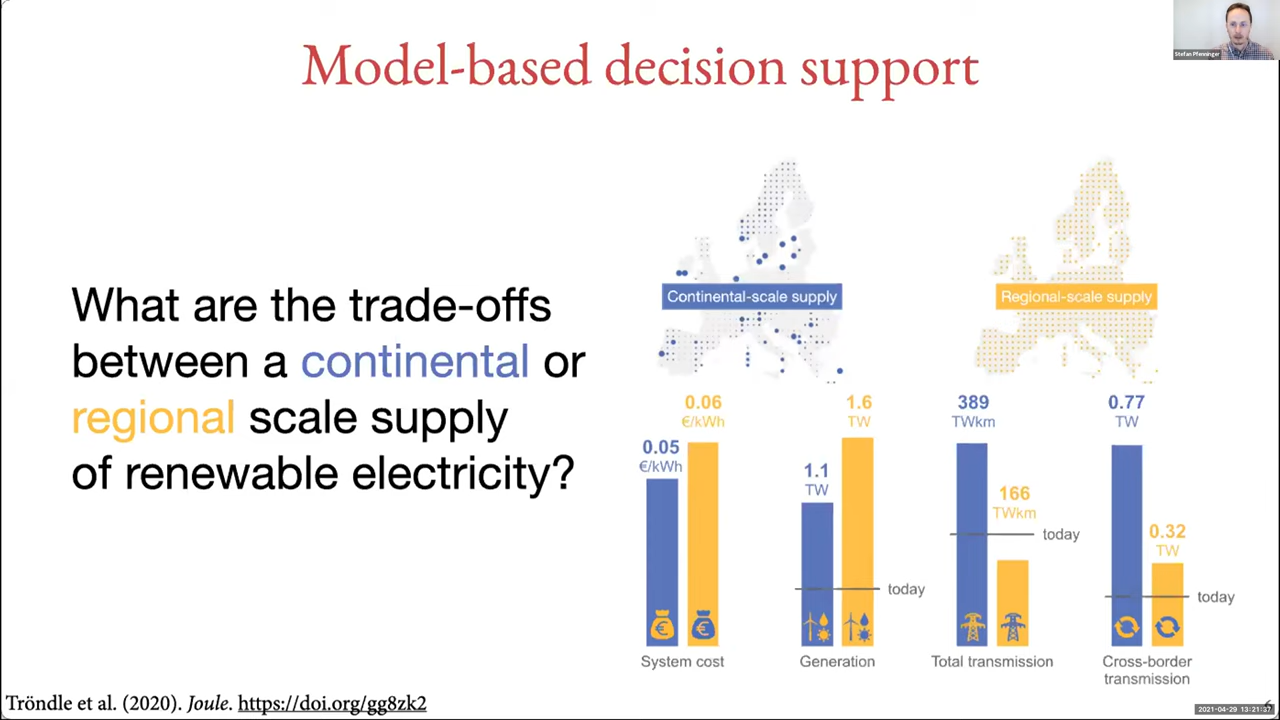 Model-based decision support
Stefan Pfenninger
What are the trade-offs
between a continental or
regional scale supply
of renewable electricity?
Continental-scale supply
Regional-scale supply
0.05
€/kWh
0.06
€/kWh
System cost
1.1
TW
1.6
TW
today
Generation
389
TWkm
166
TWkm
today
Total transmission
0.77
TW
0.32
TW
today
Cross-border
transmission
Tröndle et al. (2020). Joule. https://doi.org/gg8zk2
6
2021-04-29 13:21:37